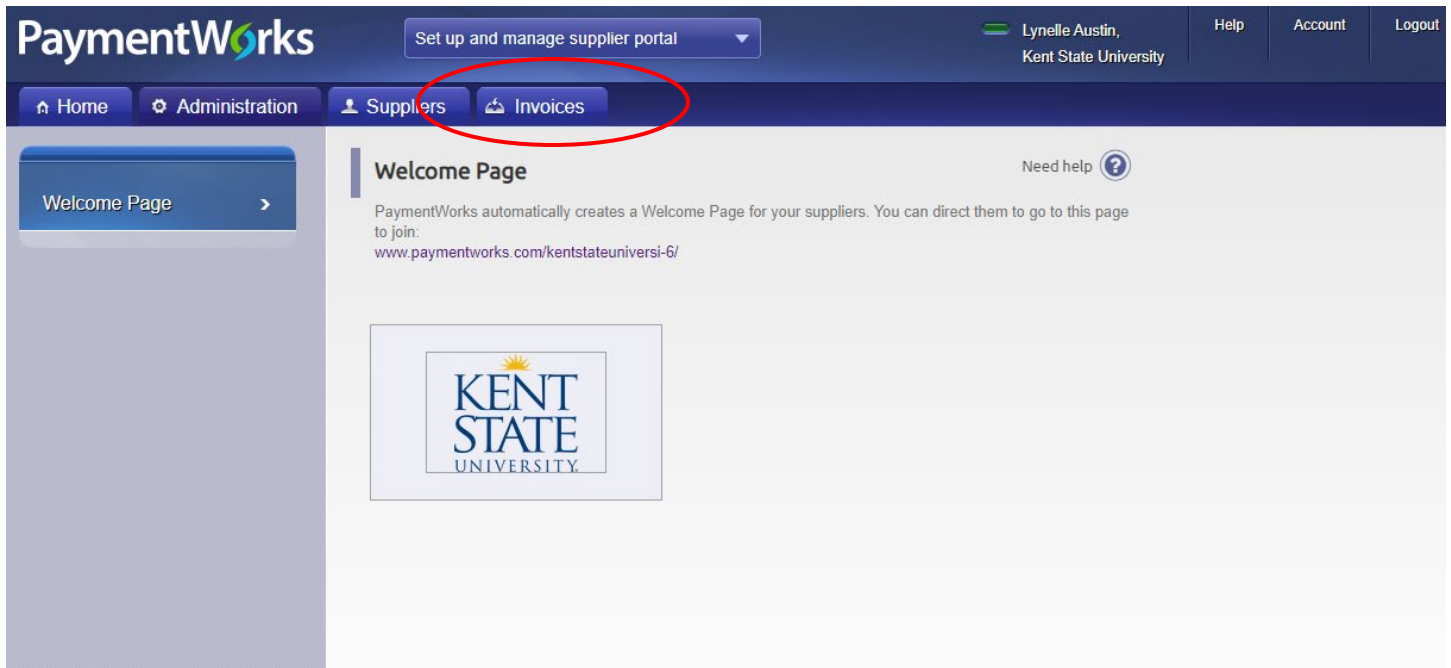 PaymentWorks
Set up and manage supplier portal
Lynelle Austin,
Kent State University
Help
Account
Logout
Home
Administration
Suppliers
Invoices
Welcome Page
Welcome Page
Need help ?
PaymentWorks automatically creates a Welcome Page for your suppliers. You can direct them to go to this page
to join:
www.paymentworks.com/kentstateuniversi-6/
KENT
STATE
UNIVERSITY.